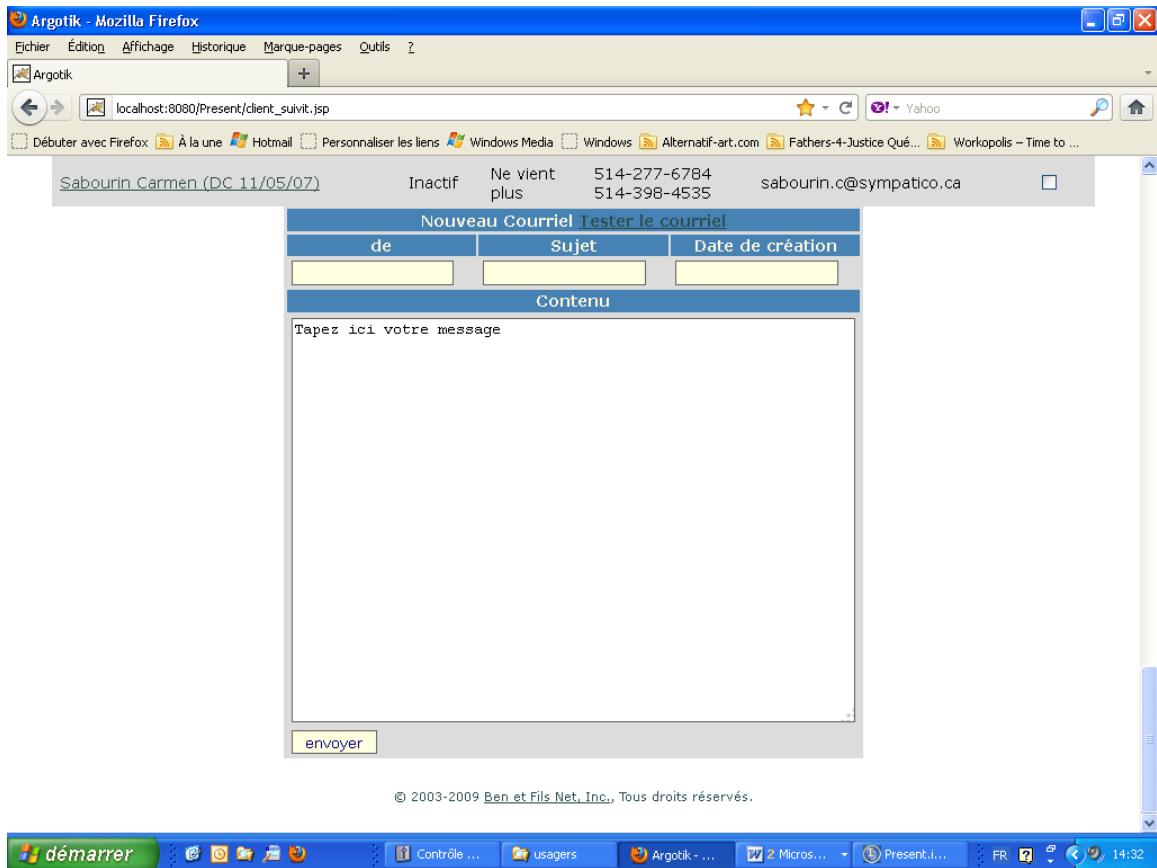 Argotik - Mozilla Firefox
Fichier Édition Affichage Historique Marque-pages Outils ?
Argotik
localhost:8080/Present/client_suivit.jsp Yahoo
Débuter avec Firefox À la une Hotmail Personnaliser les liens Windows Media Windows Alternatif-art.com Fathers-4-Justice Qué... Workopolis – Time to ...
Sabourin Carmen (DC 11/05/07) Inactif Ne vient plus 514-277-6784 514-398-4535 sabourin.c@sympatico.ca
Nouveau Courriel Tester le courriel
de Sujet Date de création
Contenu
Tapez ici votre message
envoyer
© 2003-2009 Ben et Fils Net, Inc., Tous droits réservés.
démarrer Contrôle ... usagers Argotik - ... 2 Micros... Present.i... FR 14:32